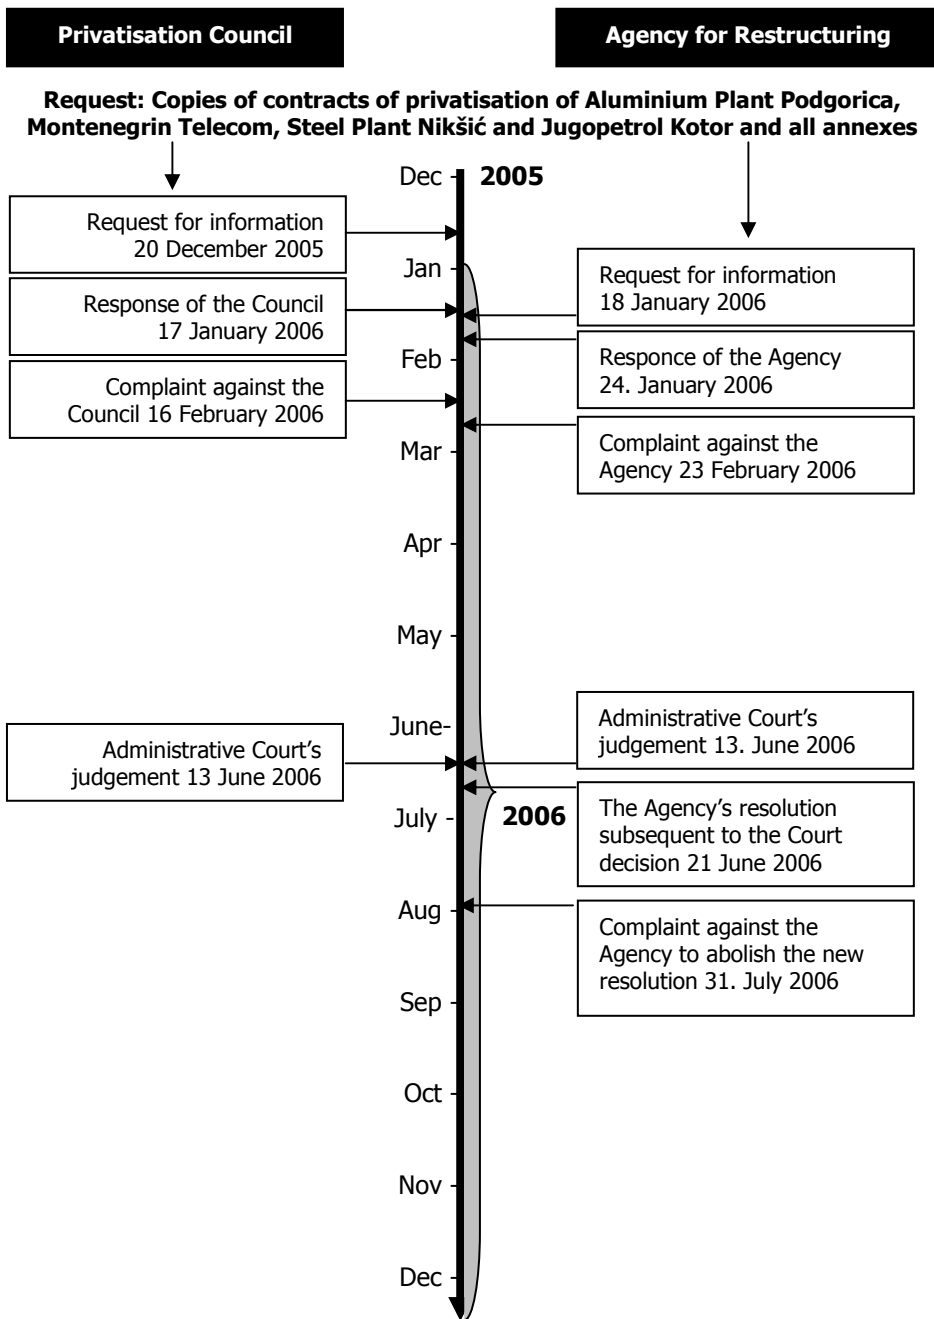 Privatisation Council
Agency for Restructuring
Request: Copies of contracts of privatisation of Aluminium Plant Podgorica,
Montenegrin Telecom, Steel Plant Nikšić and Jugopetrol Kotor and all annexes
Dec
2005
Request for information
20 December 2005
Jan
Request for information
18 January 2006
Response of the Council
17 January 2006
Feb
Responce of the Agency
24. January 2006
Complaint against the
Council 16 February 2006
Mar
Complaint against the
Agency 23 February 2006
Apr
May
June
Administrative Court's
judgement 13. June 2006
Administrative Court's
judgement 13 June 2006
July
2006
The Agency's resolution
subsequent to the Court
decision 21 June 2006
Aug
Complaint against the
Agency to abolish the new
resolution 31. July 2006
Sep
Oct
Nov
Dec